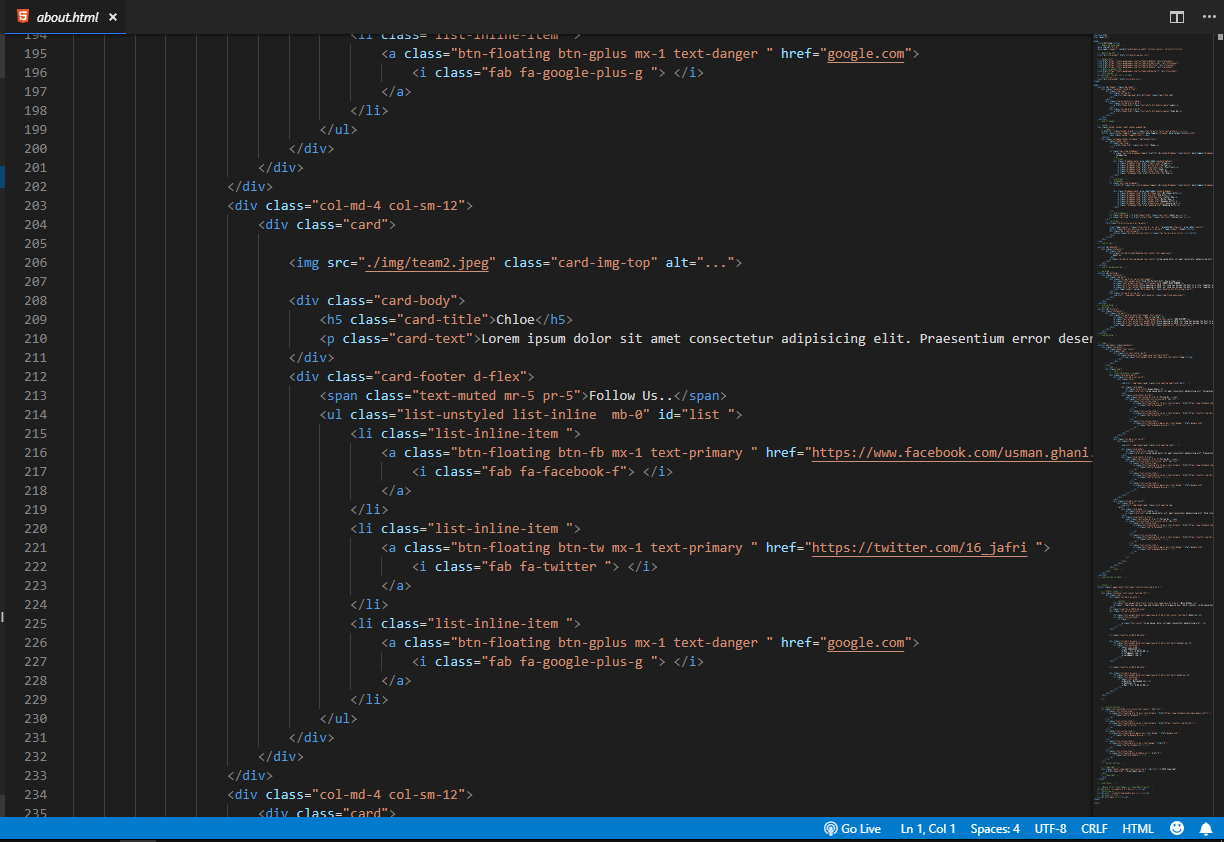 about.html ×
194 <li class="list-inline-item ">
195 <a class="btn-floating btn-gplus mx-1 text-danger " href="google.com">
196 <i class="fab fa-google-plus-g "> </i>
197 </a>
198 </li>
199 </ul>
200 </div>
201 </div>
202 </div>
203 <div class="col-md-4 col-sm-12">
204 <div class="card">
205
206 <img src="./img/team2.jpeg" class="card-img-top" alt="...">
207
208 <div class="card-body">
209 <h5 class="card-title">Chloe</h5>
210 <p class="card-text">Lorem ipsum dolor sit amet consectetur adipisicing elit. Praesentium error deser
211 </div>
212 <div class="card-footer d-flex">
213 <span class="text-muted mr-5 pr-5">Follow Us..</span>
214 <ul class="list-unstyled list-inline  mb-0" id="list ">
215 <li class="list-inline-item ">
216 <a class="btn-floating btn-fb mx-1 text-primary " href="https://www.facebook.com/usman.ghani.
217 <i class="fab fa-facebook-f"> </i>
218 </a>
219 </li>
220 <li class="list-inline-item ">
221 <a class="btn-floating btn-tw mx-1 text-primary " href="https://twitter.com/16_jafri ">
222 <i class="fab fa-twitter "> </i>
223 </a>
224 </li>
225 <li class="list-inline-item ">
226 <a class="btn-floating btn-gplus mx-1 text-danger " href="google.com">
227 <i class="fab fa-google-plus-g "> </i>
228 </a>
229 </li>
230 </ul>
231 </div>
232 </div>
233 </div>
234 <div class="col-md-4 col-sm-12">
235 <div class="card">
Go Live Ln 1, Col 1 Spaces: 4 UTF-8 CRLF HTML